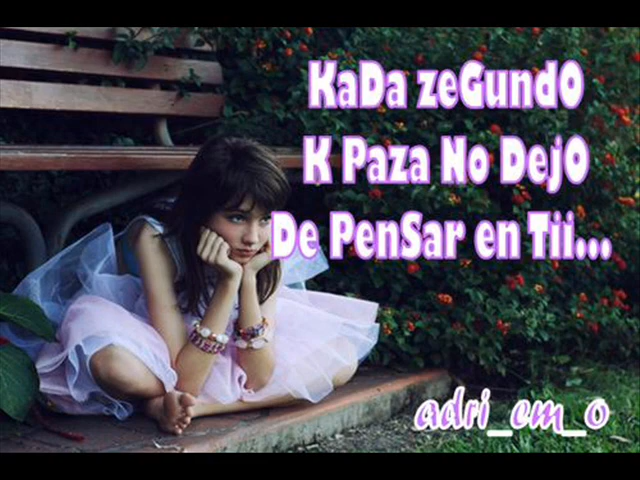 KaDa zeGundO
K Paza No DejO
De PenSar en Tii...
adri_em_o